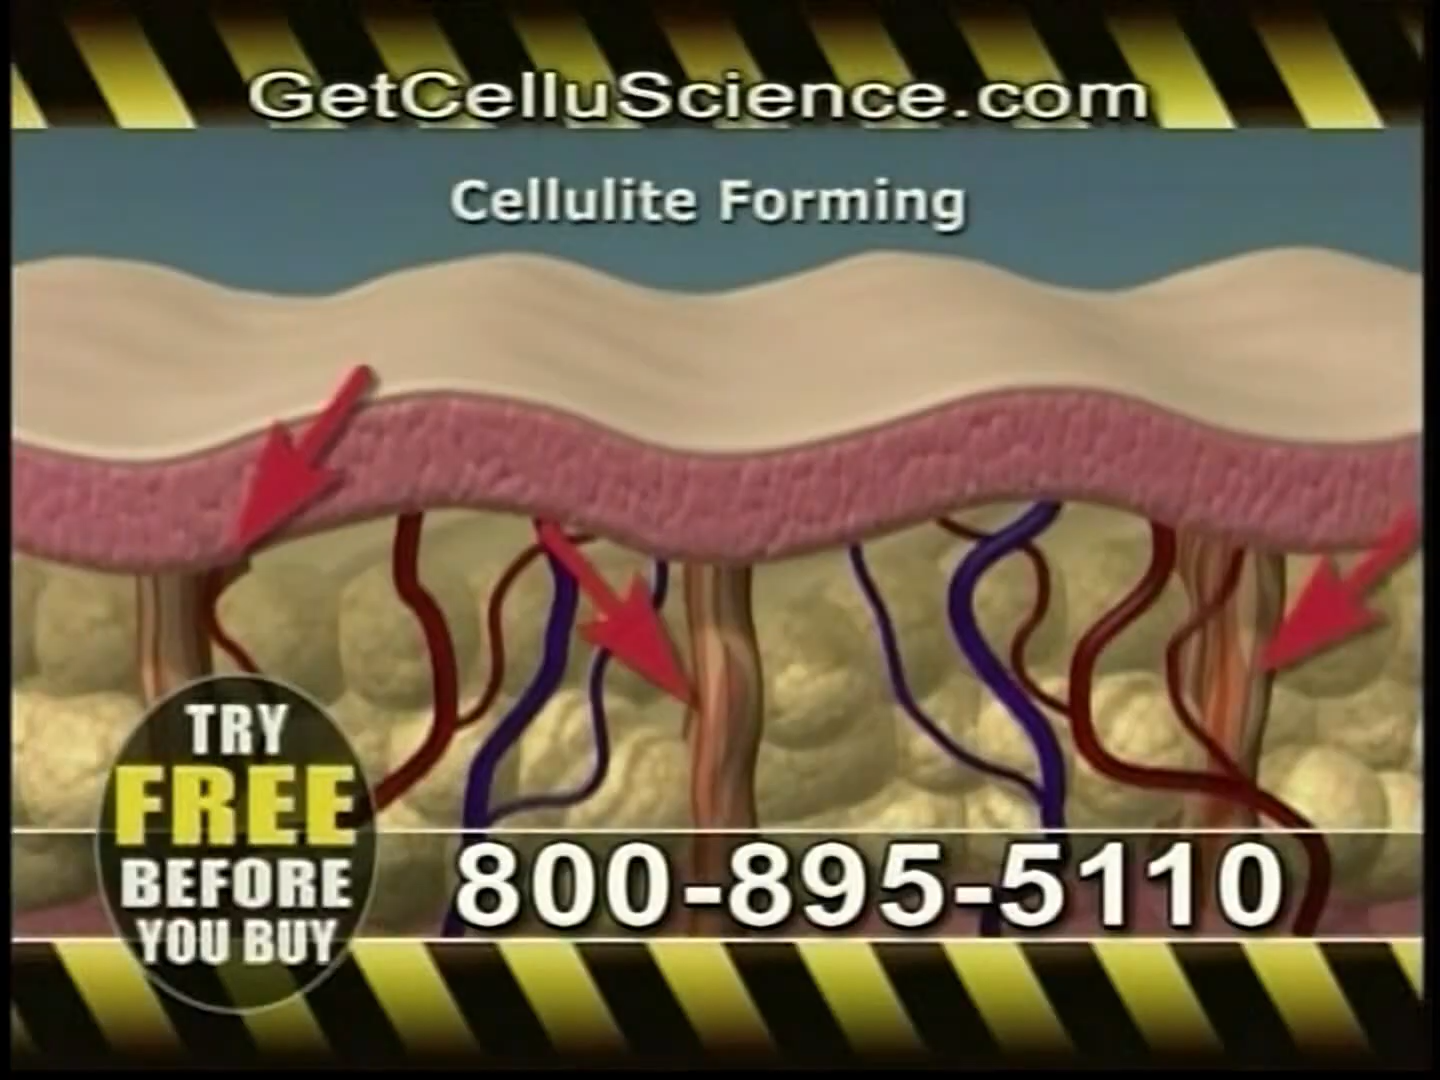 GetCelluScience.com
Cellulite Forming
TRY
FREE
BEFORE
YOU BUY
800-895-5110